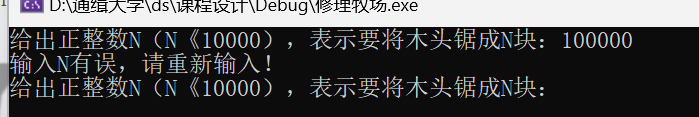 D:\通缉大学\ds\课程设计\Debug\修理牧场.exe
给出正整数N（N《10000），表示要将木头锯成N块：100000
输入N有误，请重新输入！
给出正整数N（N《10000），表示要将木头锯成N块：